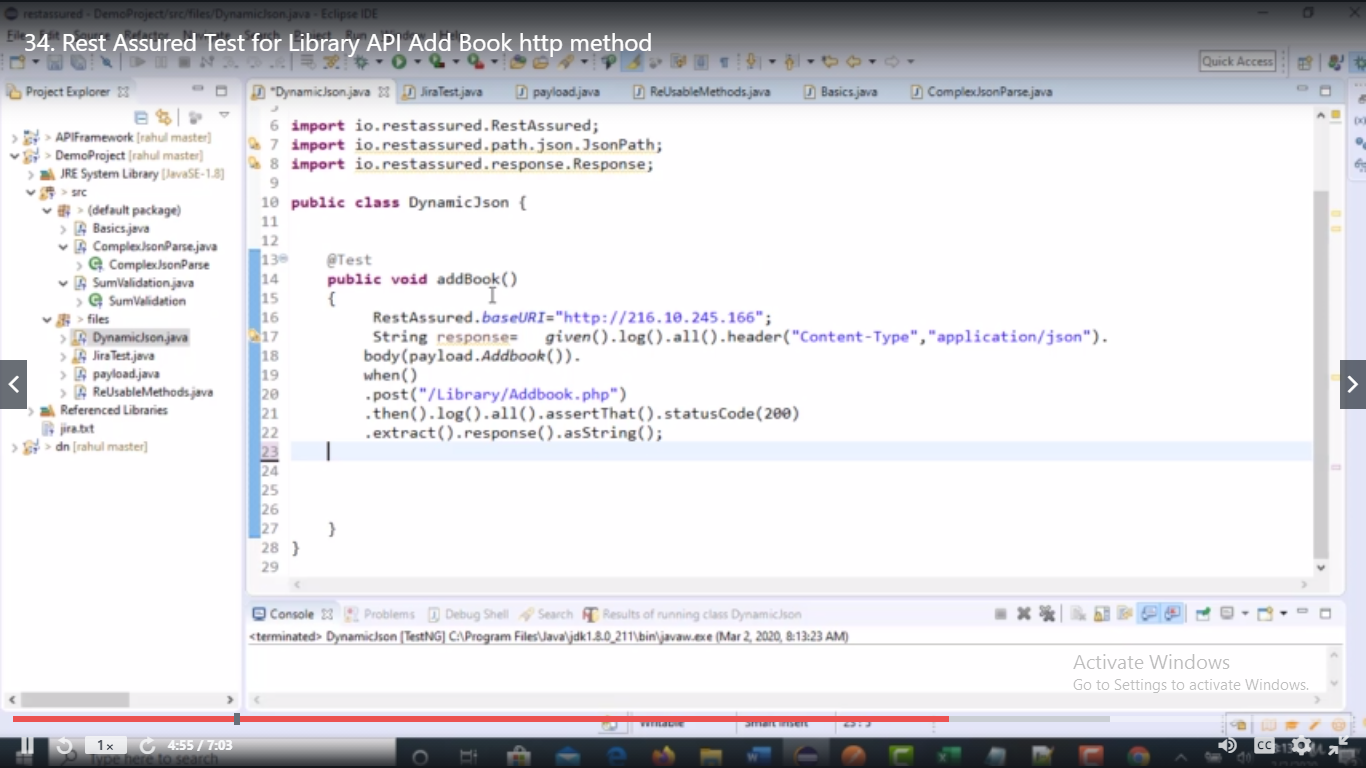 restassured - DemoProject/src/files/DynamicJson.java - Eclipse IDE
34. Rest Assured Test for Library API Add Book http method
Quick Access
Project Explorer
*DynamicJson.java JiraTest.java payload.java ReUsableMethods.java Basics.java ComplexJsonParse.java
> APIFramework [rahul master]
> DemoProject [rahul master]
JRE System Library [JavaSE-1.8]
> src
> (default package)
Basics.java
ComplexJsonParse.java
ComplexJsonParse
SumValidation.java
SumValidation
> files
DynamicJson.java
JiraTest.java
payload.java
ReUsableMethods.java
Referenced Libraries
jira.txt
> dn [rahul master]
6 import io.restassured.RestAssured;
7 import io.restassured.path.json.JsonPath;
8 import io.restassured.response.Response;
9
10 public class DynamicJson {
11
12
13 @Test
14 public void addBook()
15 {
16 RestAssured.baseURI="http://216.10.245.166";
17 String response= given().log().all().header("Content-Type","application/json").
18 body(payload.Addbook()).
19 when()
20 .post("/Library/Addbook.php")
21 .then().log().all().assertThat().statusCode(200)
22 .extract().response().asString();
23
24
25
26
27 }
28 }
29
Console Problems Debug Shell Search Results of running class DynamicJson
<terminated> DynamicJson [TestNG] C:\Program Files\Java\jdk1.8.0_211\bin\javaw.exe (Mar 2, 2020, 8:13:23 AM)
Activate Windows
Go to Settings to activate Windows.
Writable Smart Insert 23 : 5
1x 4:55 / 7:03
Type here to search
CC